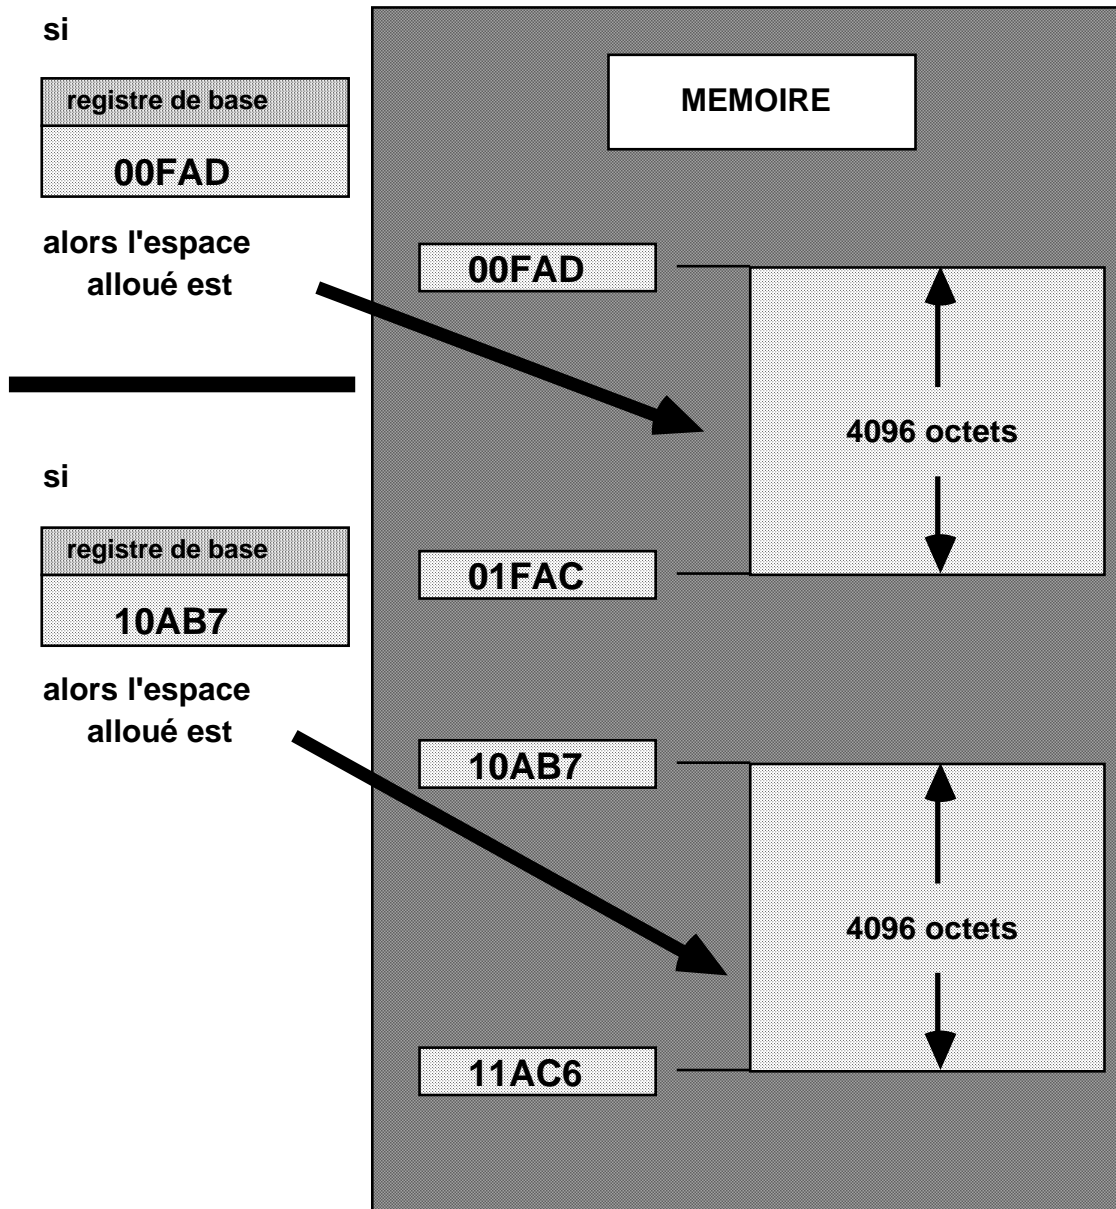 si
registre de base
00FAD
alors l'espace
alloué est
MEMOIRE
00FAD
4096 octets
01FAC
si
registre de base
10AB7
alors l'espace
alloué est
10AB7
4096 octets
11AC6